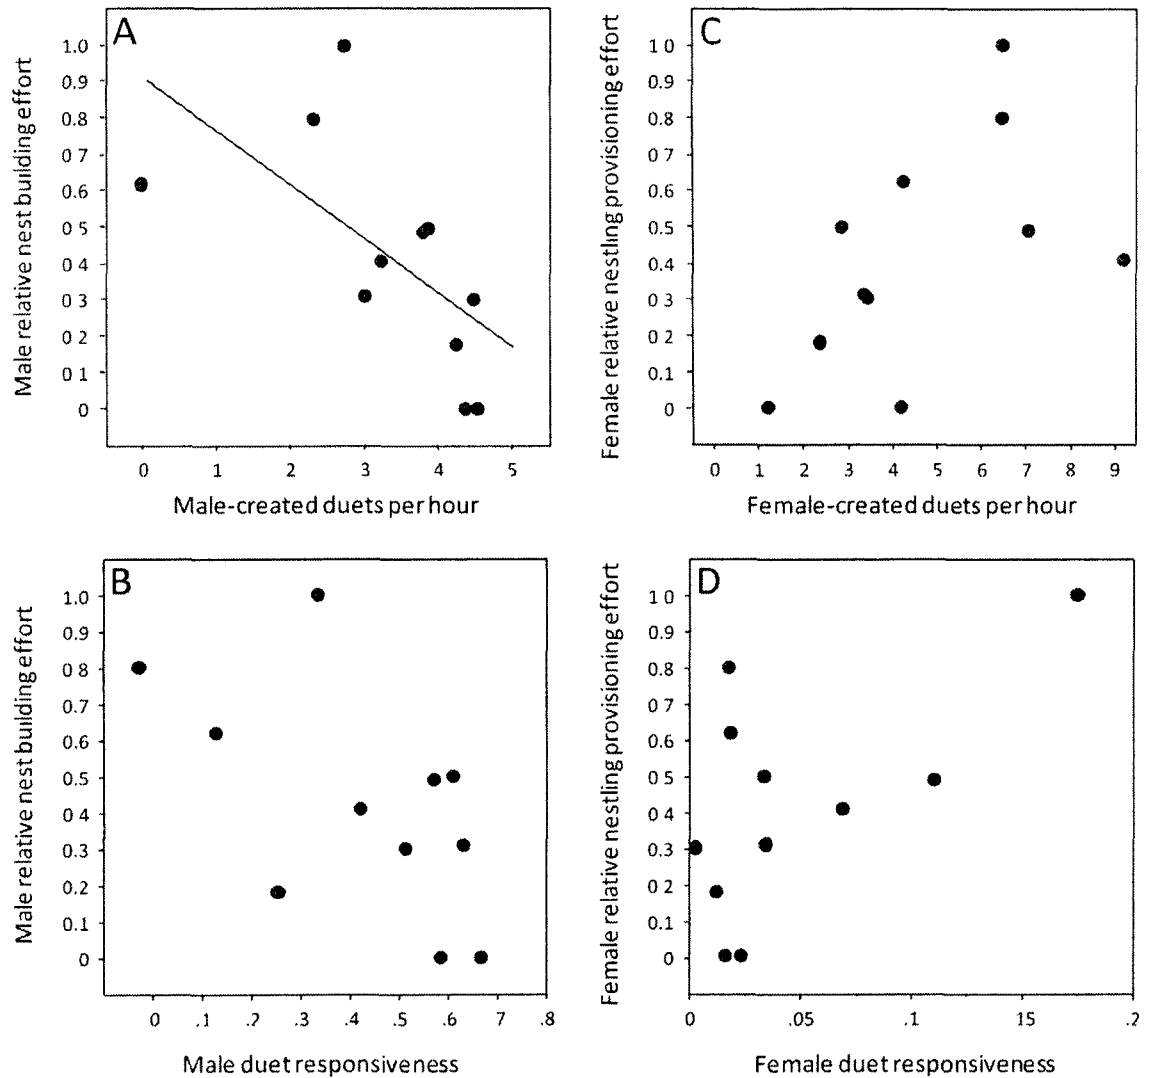 A
Male relative nest building effort
1.0
0.9
0.8
0 7
0.6
0 5
0 4
0 3
0 2
0 1
0
0 1 2 3 4 5
Male-created duets per hour
C
Female relative nestling provisioning effort
1 0
0.9
0.8
0.7
0.6
0.5
0.4
0 3
0 2
0.1
0
0 1 2 3 4 5 6 7 8 9
Female-created duets per hour
B
Male relative nest building effort
1.0
0.9
0 8
0.7
0.6
0.5
0 4
0.3
0.2
0.1
0
0 .1 .2 .3 .4 .5 .6 .7 .8
Male duet responsiveness
D
Female relative nestling provisioning effort
1 0
0.9
0.8
0.7
0.6
0.5
0.4
0.3
0 2
0.1
0
0 .05 .1 15 .2
Female duet responsiveness